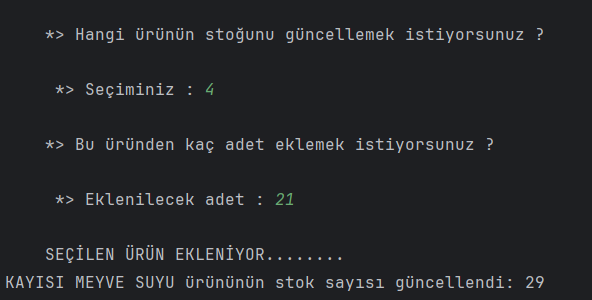 *> Hangi ürünün stoğunu güncellemek istiyorsunuz ?
*> Seçiminiz : 4
*> Bu üründen kaç adet eklemek istiyorsunuz ?
*> Eklenilecek adet : 21
SEÇİLEN ÜRÜN EKLENİYOR........
KAYISI MEYVE SUYU ürününün stok sayısı güncellendi: 29